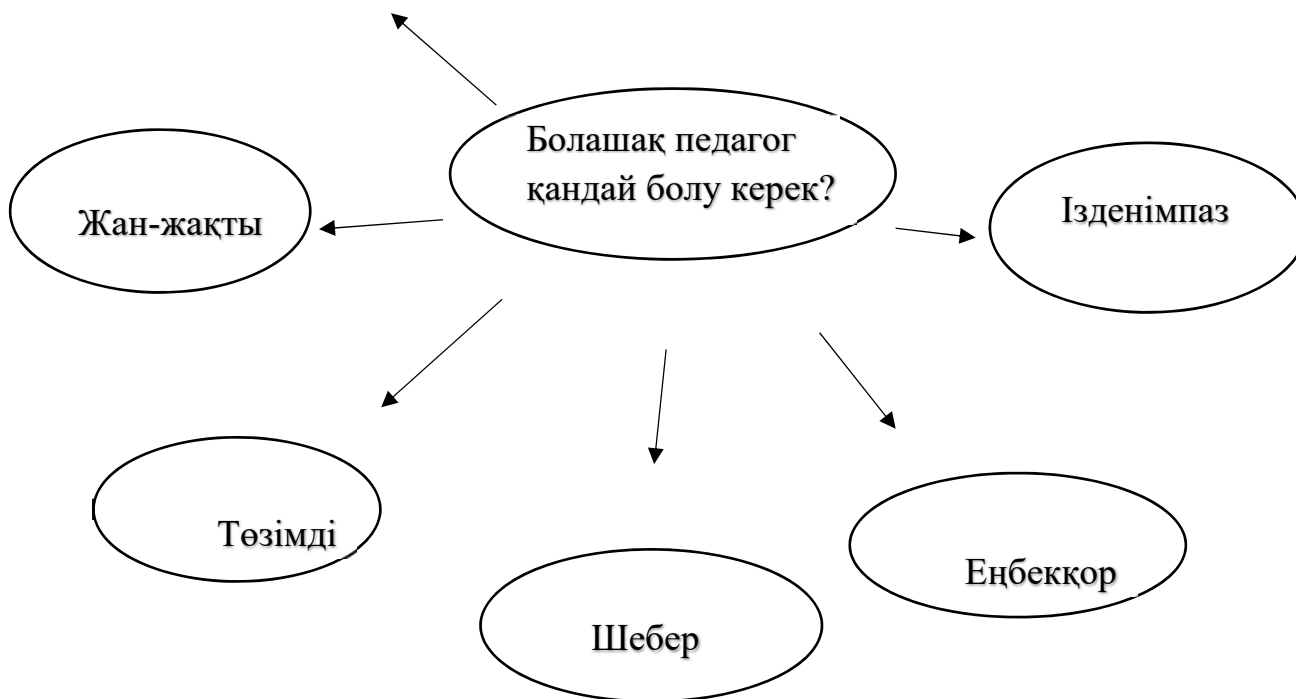 Болашақ педагог
қандай болу керек?
Жан-жақты
Ізденімпаз
Төзімді
Еңбекқор
Шебер